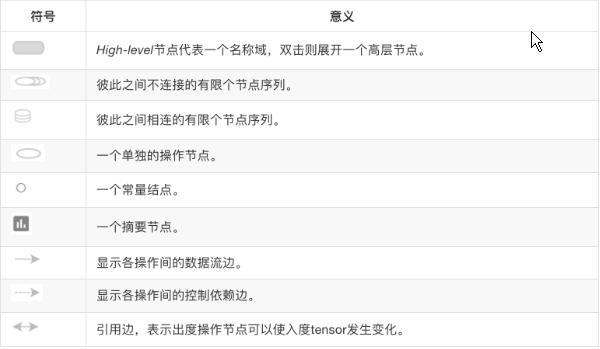 符号 意义
High-level节点代表一个名称域，双击则展开一个高层节点。
彼此之间不连接的有限个节点序列。
彼此之间相连的有限个节点序列。
一个单独的操作节点。
一个常量结点。
一个摘要节点。
显示各操作间的数据流边。
显示各操作间的控制依赖边。
引用边，表示出度操作节点可以使入度tensor发生变化。